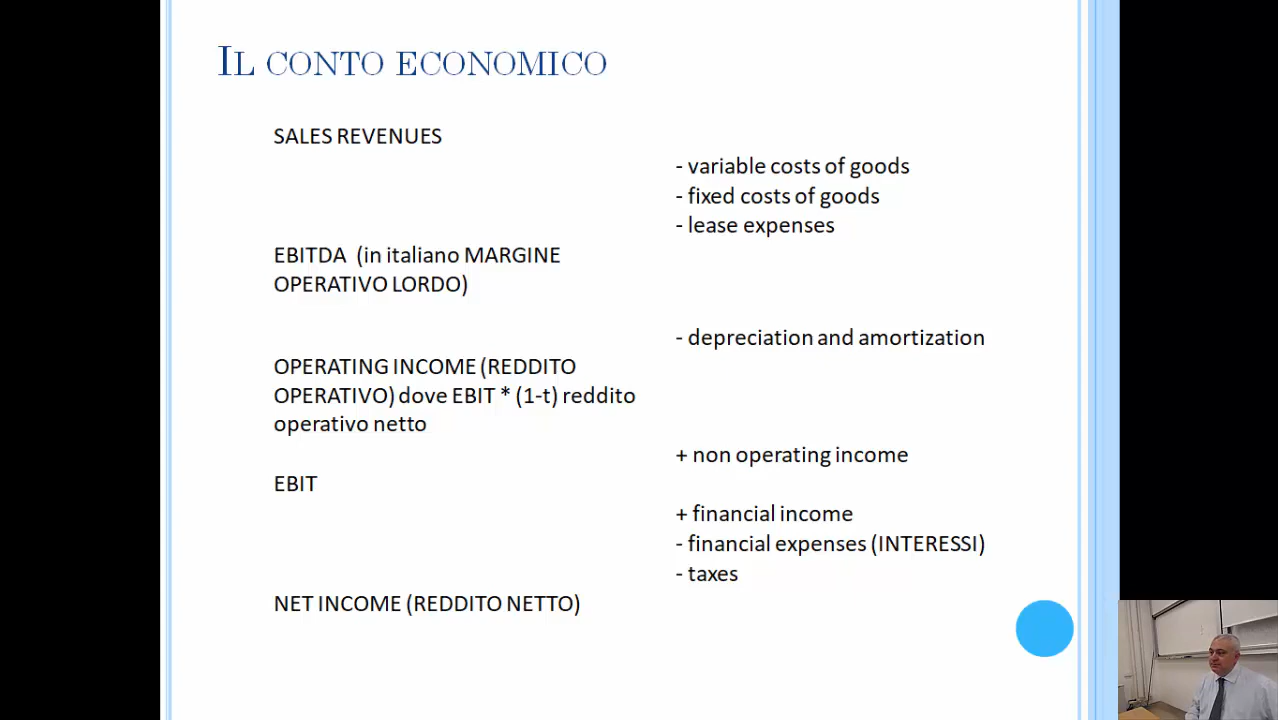 IL CONTO ECONOMICO
SALES REVENUES
- variable costs of goods
- fixed costs of goods
- lease expenses
EBITDA (in italiano MARGINE
OPERATIVO LORDO)
- depreciation and amortization
OPERATING INCOME (REDDITO
OPERATIVO) dove EBIT * (1-t) reddito
operativo netto
+ non operating income
EBIT
+ financial income
- financial expenses (INTERESSI)
- taxes
NET INCOME (REDDITO NETTO)